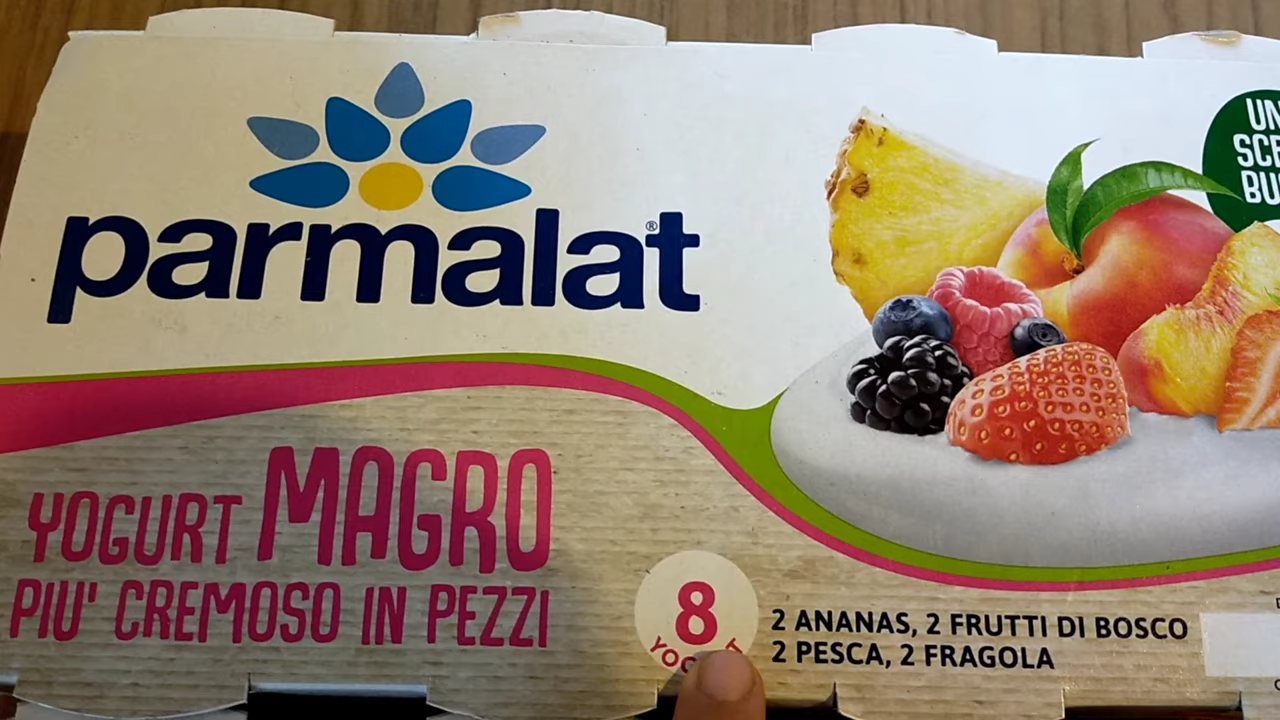 parmalat®
YOGURT MAGRO
PIU' CREMOSO IN PEZZI
8
2 ANANAS, 2 FRUTTI DI BOSCO
2 PESCA, 2 FRAGOLA